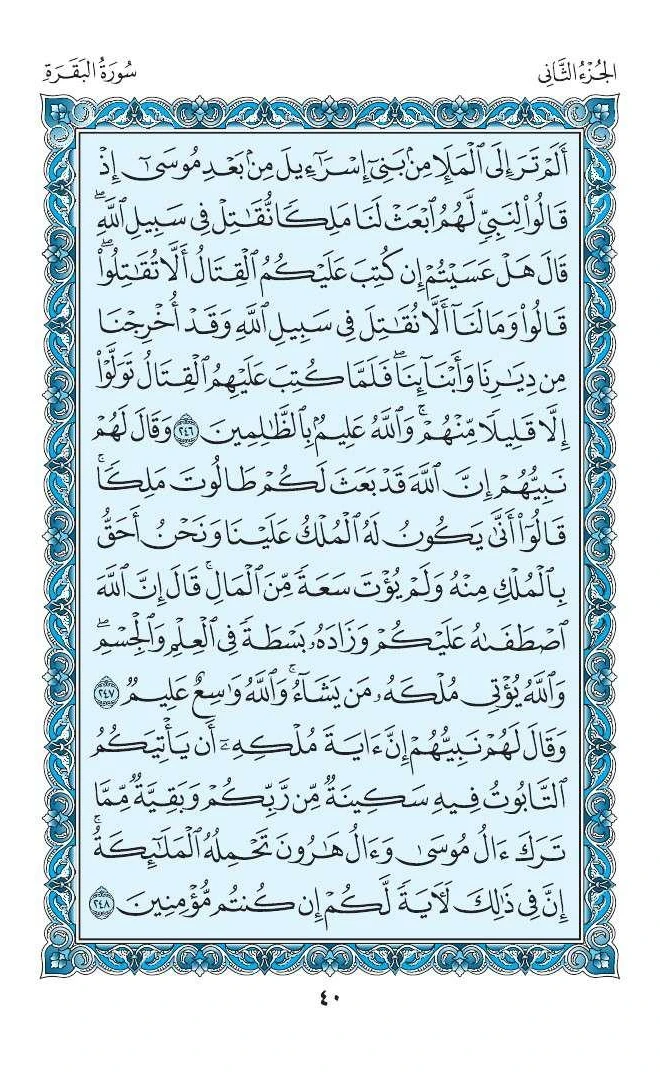 الجُزْءُ الثَّانِي
سُورَةُ البَقَرَةِ
أَلَمْ تَرَ إِلَى ٱلْمَلَإِ مِنۢ بَنِىٓ إِسْرَٰٓءِيلَ مِنۢ بَعْدِ مُوسَىٰٓ إِذْ
قَالُوا۟ لِنَبِىٍّ لَّهُمُ ٱبْعَثْ لَنَا مَلِكًا نُّقَٰتِلْ فِى سَبِيلِ ٱللَّهِ ۖ
قَالَ هَلْ عَسَيْتُمْ إِن كُتِبَ عَلَيْكُمُ ٱلْقِتَالُ أَلَّا تُقَٰتِلُوا۟ ۖ
قَالُوا۟ وَمَا لَنَآ أَلَّا نُقَٰتِلَ فِى سَبِيلِ ٱللَّهِ وَقَدْ أُخْرِجْنَا
مِن دِيَٰرِنَا وَأَبْنَآئِنَا ۖ فَلَمَّا كُتِبَ عَلَيْهِمُ ٱلْقِتَالُ تَوَلَّوْا۟
إِلَّا قَلِيلًا مِّنْهُمْ ۗ وَٱللَّهُ عَلِيمٌۢ بِٱلظَّٰلِمِينَ ٢٤٦ وَقَالَ لَهُمْ
نَبِيُّهُمْ إِنَّ ٱللَّهَ قَدْ بَعَثَ لَكُمْ طَالُوتَ مَلِكًا ۚ
قَالُوٓا۟ أَنَّىٰ يَكُونُ لَهُ ٱلْمُلْكُ عَلَيْنَا وَنَحْنُ أَحَقُّ
بِٱلْمُلْكِ مِنْهُ وَلَمْ يُؤْتَ سَعَةً مِّنَ ٱلْمَالِ ۚ قَالَ إِنَّ ٱللَّهَ
ٱصْطَفَىٰهُ عَلَيْكُمْ وَزَادَهُۥ بَسْطَةً فِى ٱلْعِلْمِ وَٱلْجِسْمِ ۖ
وَٱللَّهُ يُؤْتِى مُلْكَهُۥ مَن يَشَآءُ ۚ وَٱللَّهُ وَٰسِعٌ عَلِيمٌ ٢٤٧
وَقَالَ لَهُمْ نَبِيُّهُمْ إِنَّ ءَايَةَ مُلْكِهِۦٓ أَن يَأْتِيَكُمُ
ٱلتَّابُوتُ فِيهِ سَكِينَةٌ مِّن رَّبِّكُمْ وَبَقِيَّةٌ مِّمَّا
تَرَكَ ءَالُ مُوسَىٰ وَءَالُ هَٰرُونَ تَحْمِلُهُ ٱلْمَلَٰٓئِكَةُ ۚ
إِنَّ فِى ذَٰلِكَ لَءَايَةً لَّكُمْ إِن كُنتُم مُّؤْمِنِينَ ٢٤٨
٤٠